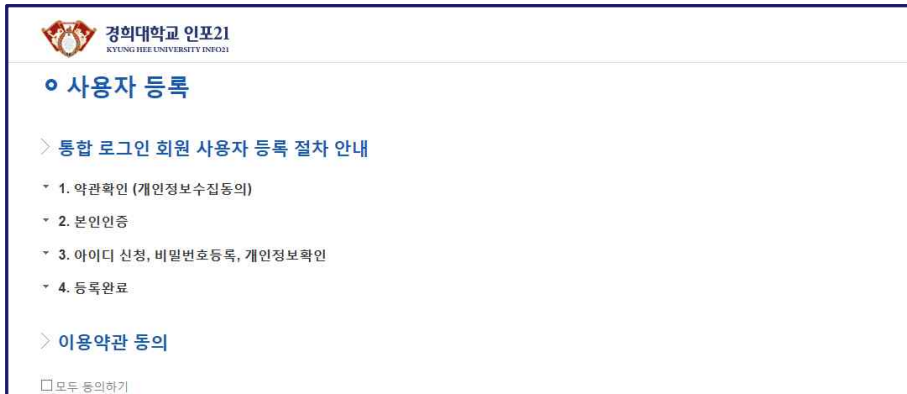 경희대학교 인포21
KYUNG HEE UNIVERSITY INFO21
사용자 등록
통합 로그인 회원 사용자 등록 절차 안내
1. 약관확인 (개인정보수집동의)
2. 본인인증
3. 아이디 신청, 비밀번호등록, 개인정보확인
4. 등록완료
이용약관 동의
모두 동의하기